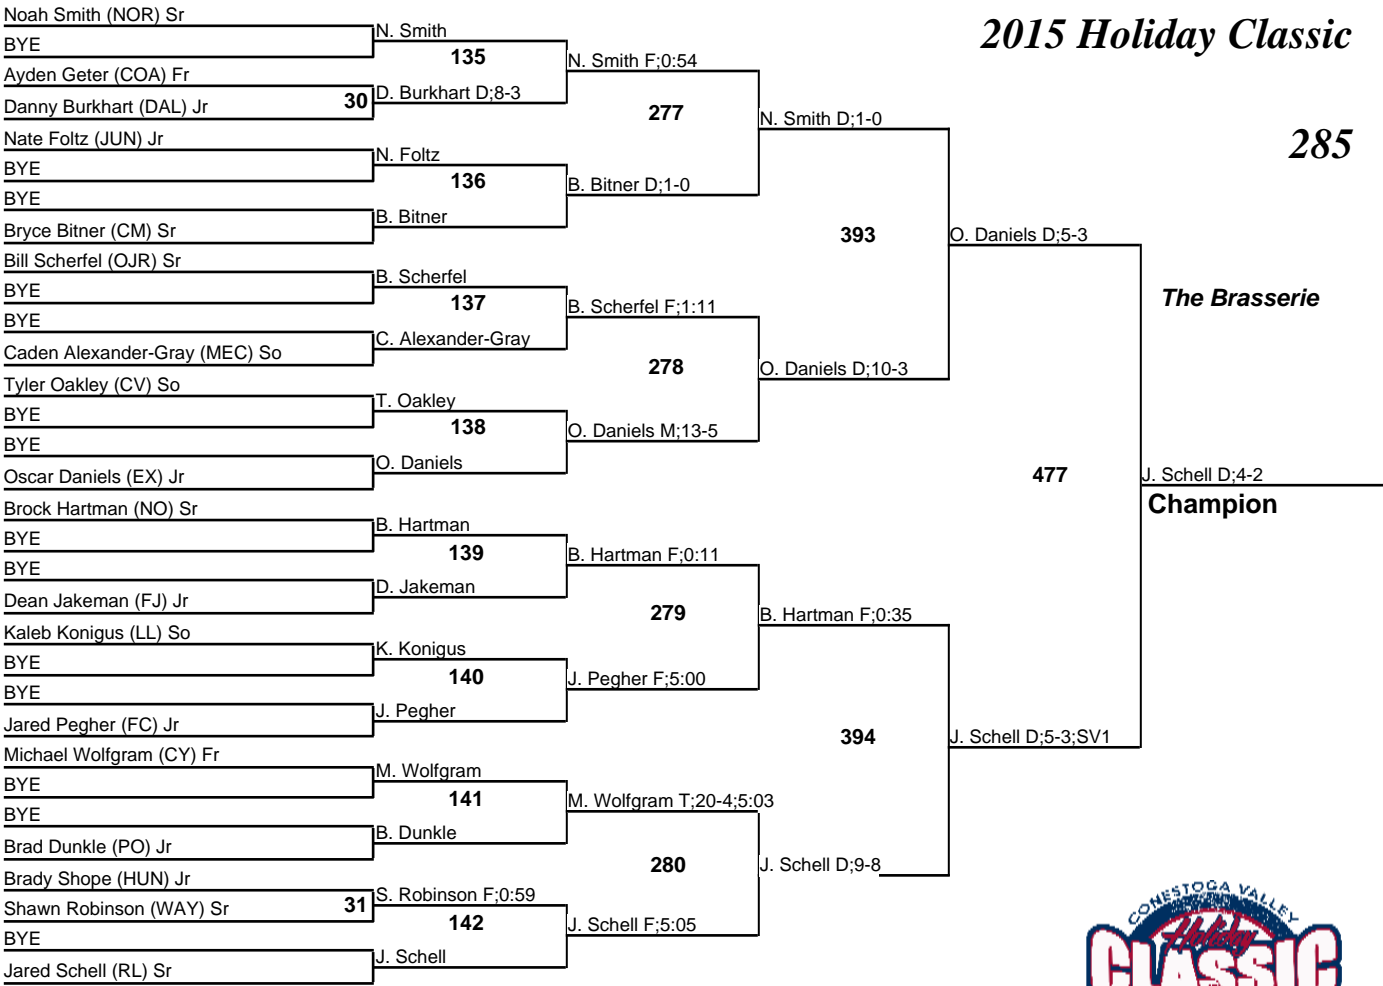 Noah Smith (NOR) Sr
BYE
Ayden Geter (COA) Fr
Danny Burkhart (DAL) Jr
Nate Foltz (JUN) Jr
BYE
BYE
Bryce Bitner (CM) Sr
Bill Scherfel (OJR) Sr
BYE
BYE
Caden Alexander-Gray (MEC) So
Tyler Oakley (CV) So
BYE
BYE
Oscar Daniels (EX) Jr
Brock Hartman (NO) Sr
BYE
BYE
Dean Jakeman (FJ) Jr
Kaleb Konigus (LL) So
BYE
BYE
Jared Pegher (FC) Jr
Michael Wolfgram (CY) Fr
BYE
BYE
Brad Dunkle (PO) Jr
Brady Shope (HUN) Jr
Shawn Robinson (WAY) Sr
BYE
Jared Schell (RL) Sr
N. Smith
135
30 D. Burkhart D;8-3
N. Foltz
136
B. Bitner
B. Scherfel
137
C. Alexander-Gray
T. Oakley
138
O. Daniels
B. Hartman
139
D. Jakeman
K. Konigus
140
J. Pegher
M. Wolfgram
141
B. Dunkle
31 S. Robinson F;0:59
142
J. Schell
N. Smith F;0:54
277
B. Bitner D;1-0
B. Scherfel F;1:11
278
O. Daniels M;13-5
B. Hartman F;0:11
279
J. Pegher F;5:00
M. Wolfgram T;20-4;5:03
280
J. Schell F;5:05
N. Smith D;1-0
393
O. Daniels D;10-3
B. Hartman F;0:35
394
J. Schell D;9-8
O. Daniels D;5-3
477
J. Schell D;5-3;SV1
J. Schell D;4-2
Champion
2015 Holiday Classic
285
The Brasserie
CONESTOGA VALLEY
Holiday
CLASSIC